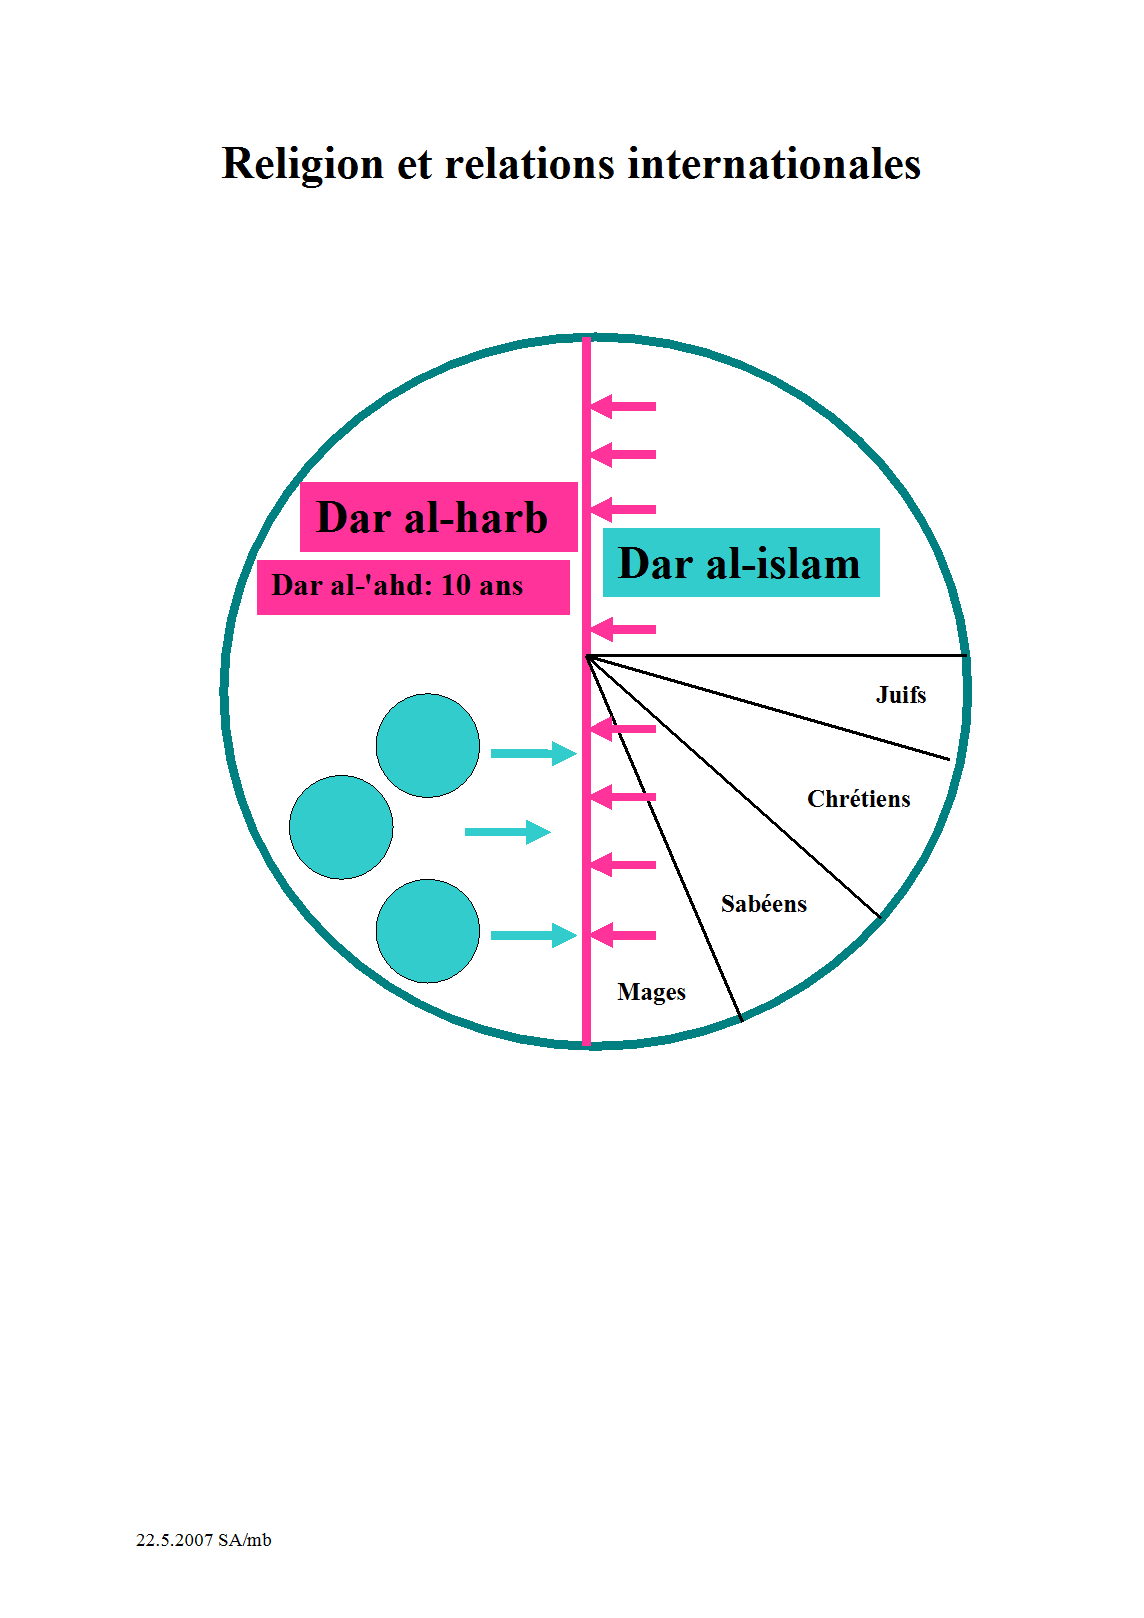 Religion et relations internationales
Dar al-harb
Dar al-islam
Dar al-'ahd: 10 ans
Juifs
Chrétiens
Sabéens
Mages
22.5.2007 SA/mb